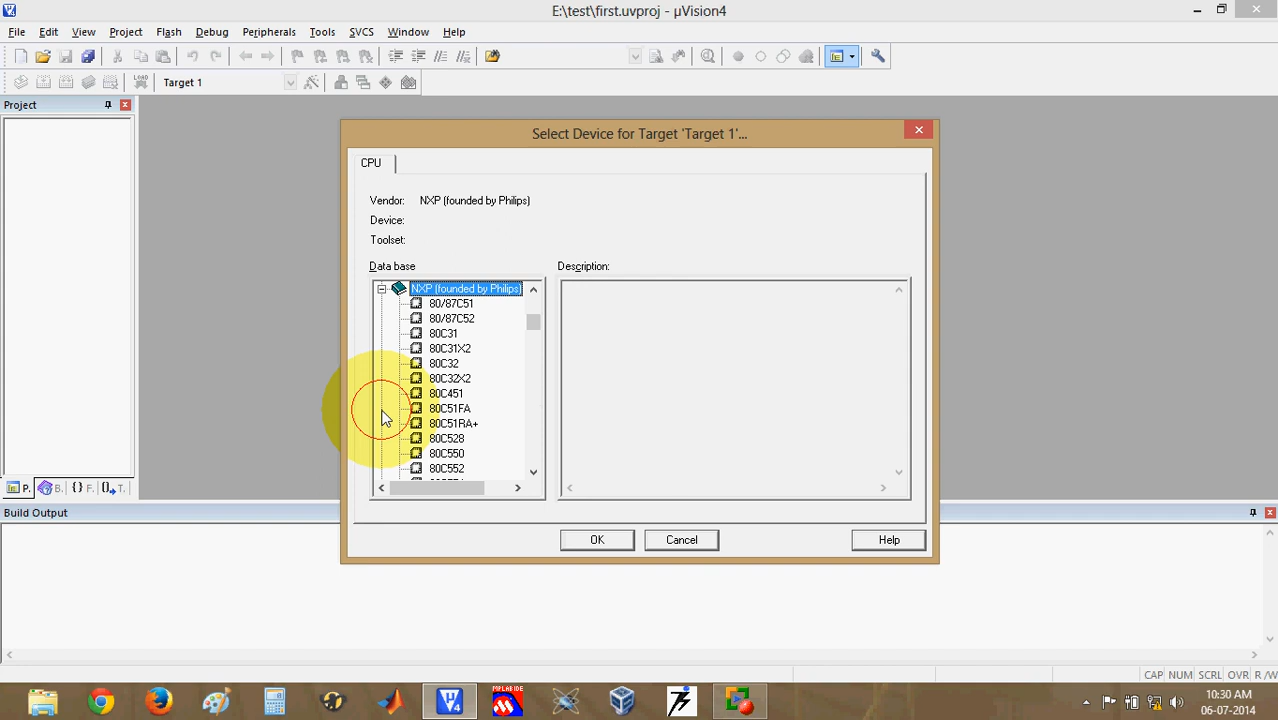 E:\test\first.uvproj - µVision4
File Edit View Project Flash Debug Peripherals Tools SVCS Window Help
LOAD Target 1
Project
Select Device for Target 'Target 1'...
CPU
Vendor: NXP (founded by Philips)
Device:
Toolset:
Data base Description:
NXP (founded by Philips)
80/87C51
80/87C52
80C31
80C31X2
80C32
80C32X2
80C451
80C51FA
80C51RA+
80C528
80C550
80C552
P. B. {} F. T.
Build Output
OK Cancel Help
CAP NUM SCRL OVR R /W
MPLABIDE
10:30 AM
06-07-2014